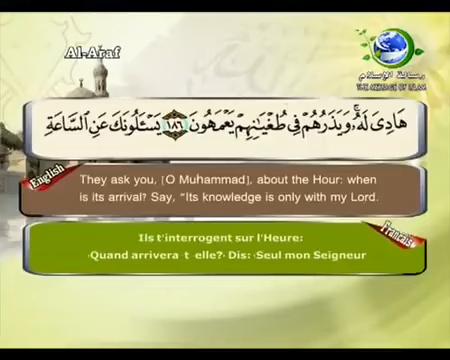 Al-Araf
رسالة الإسلام
THE MESSAGE OF ISLAM
هَادِىَ لَهُۥۚ وَيَذَرُهُمْ فِى طُغْيَـٰنِهِمْ يَعْمَهُونَ ١٨٦ يَسْـَٔلُونَكَ عَنِ السَّاعَةِ
English
They ask you, [O Muhammad], about the Hour: when
is its arrival? Say, "Its knowledge is only with my Lord.
Français
Ils t'interrogent sur l'Heure:
‹Quand arrivera t elle?› Dis: ‹Seul mon Seigneur